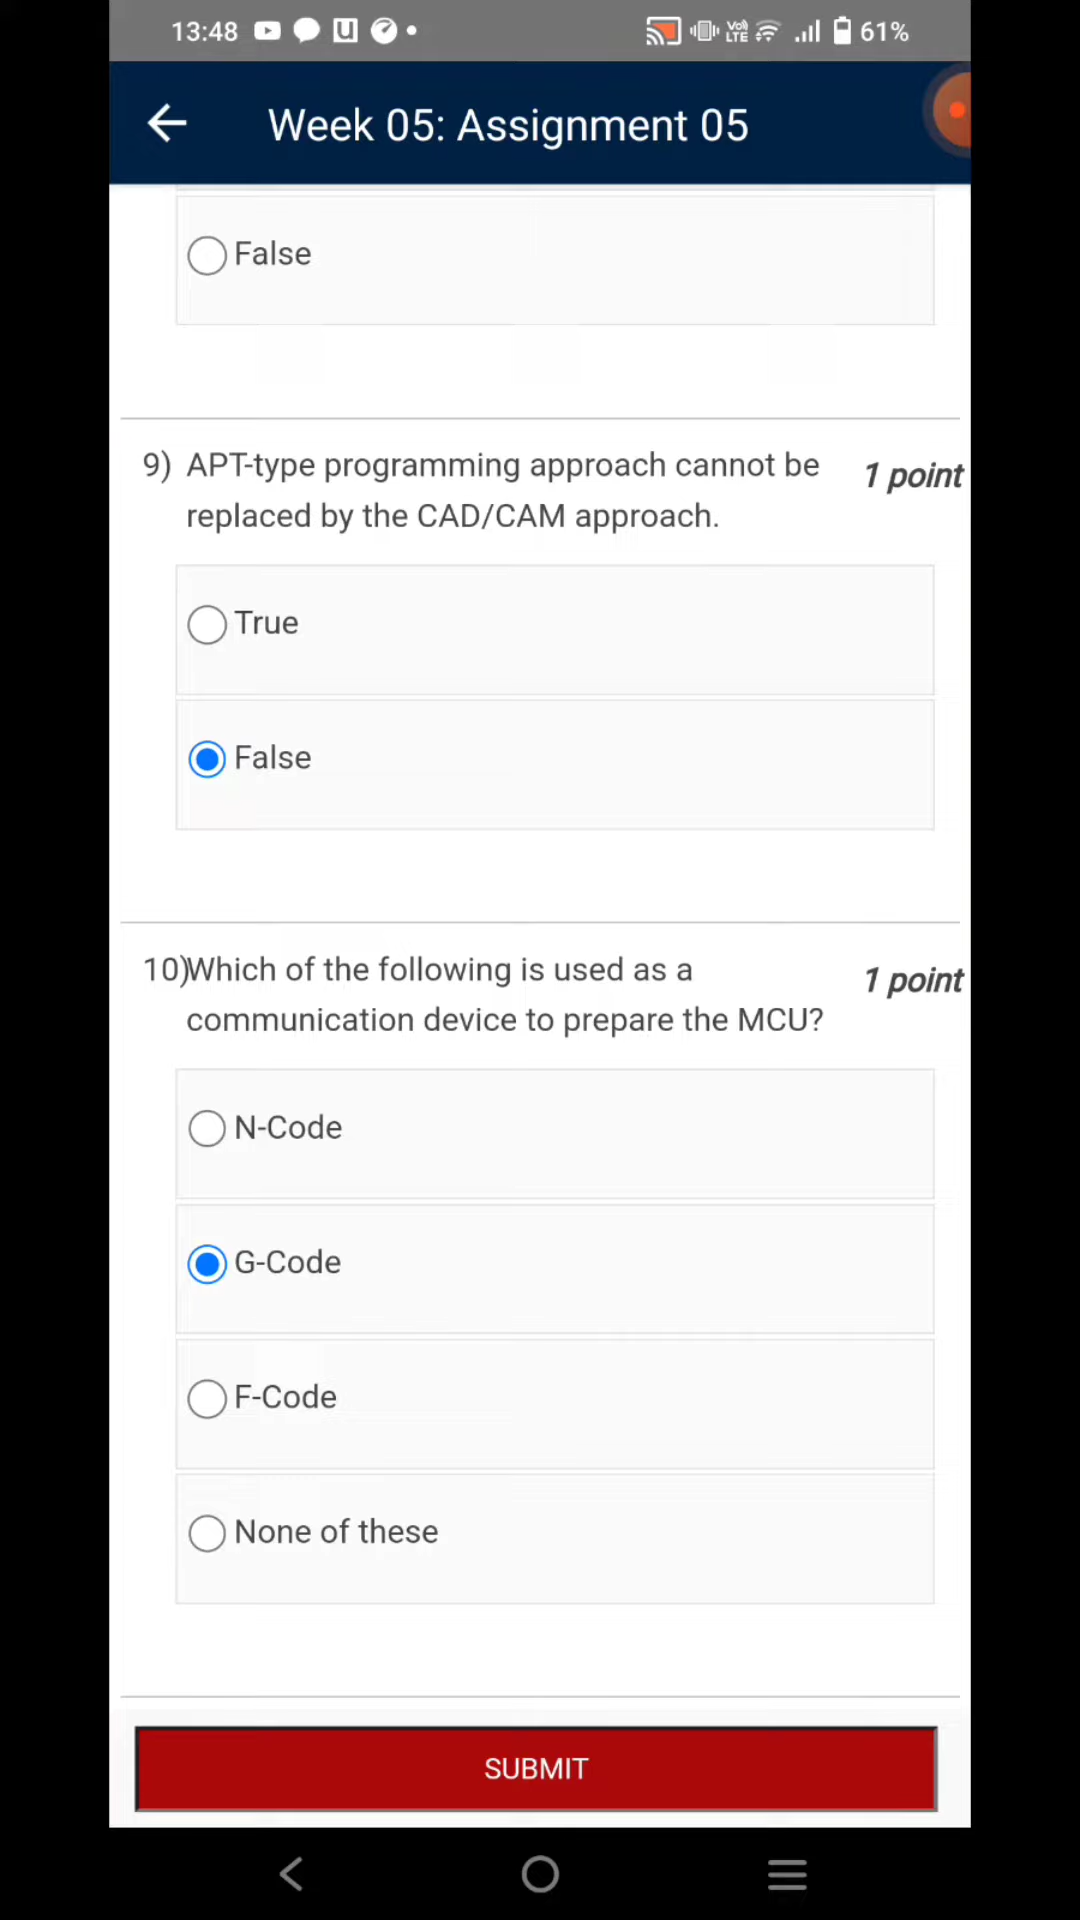 13:48 U Vo) LTE 61%
Week 05: Assignment 05
False
9) APT-type programming approach cannot be 1 point
replaced by the CAD/CAM approach.
True
False
10)Which of the following is used as a 1 point
communication device to prepare the MCU?
N-Code
G-Code
F-Code
None of these
SUBMIT